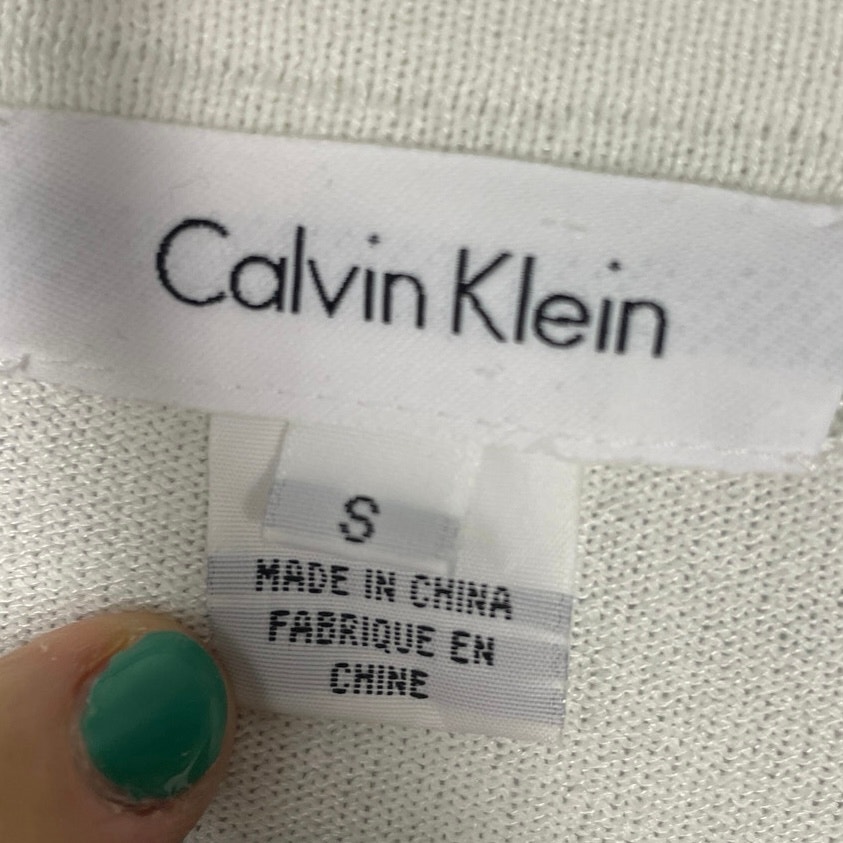 Calvin Klein
S
MADE IN CHINA
FABRIQUE EN
CHINE